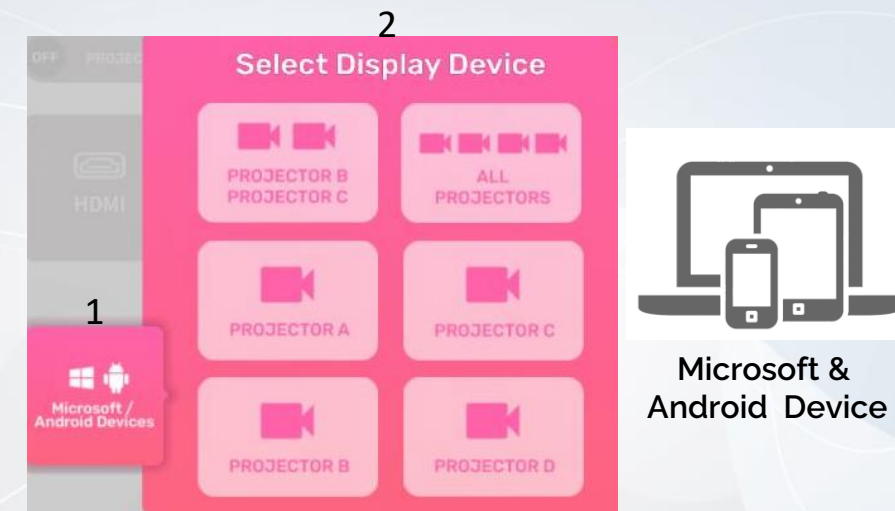 2
OFF PROJEC
Select Display Device
PROJECTOR B
PROJECTOR C
ALL
PROJECTORS
HDMI
PROJECTOR A
PROJECTOR C
1
Microsoft /
Android Devices
PROJECTOR B
PROJECTOR D
Microsoft &
Android Device